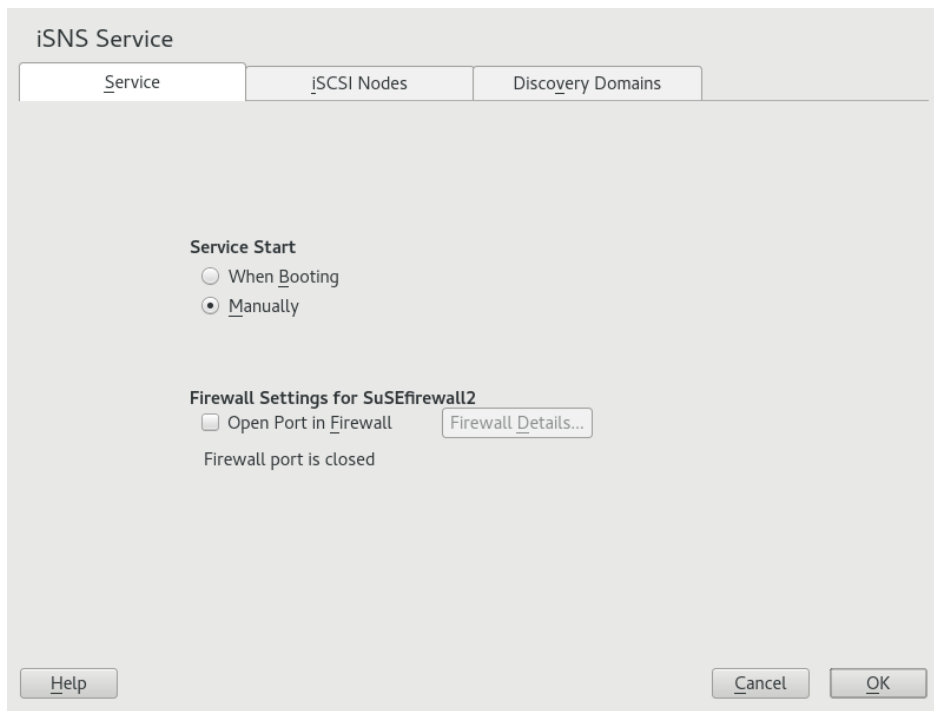 iSNS Service
Service
iSCSI Nodes
Discovery Domains
Service Start
When Booting
Manually
Firewall Settings for SuSEfirewall2
Open Port in Firewall
Firewall Details...
Firewall port is closed
Help
Cancel
OK